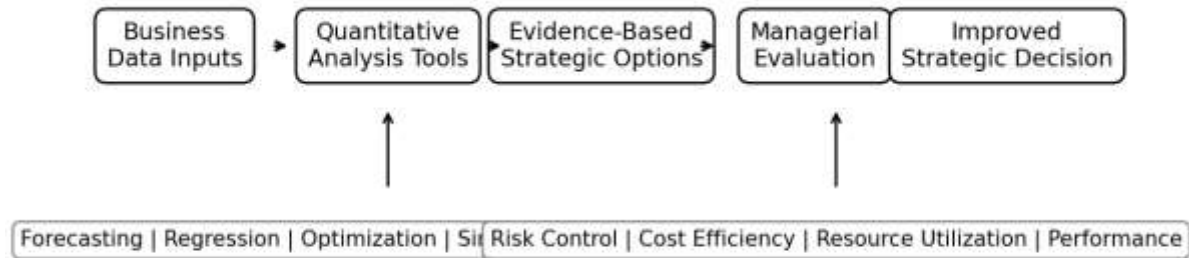 Business
Data Inputs
Quantitative
Analysis Tools
Evidence-Based
Strategic Options
Managerial
Evaluation
Improved
Strategic Decision
Forecasting | Regression | Optimization |
Risk Control | Cost Efficiency | Resource Utilization | Performance